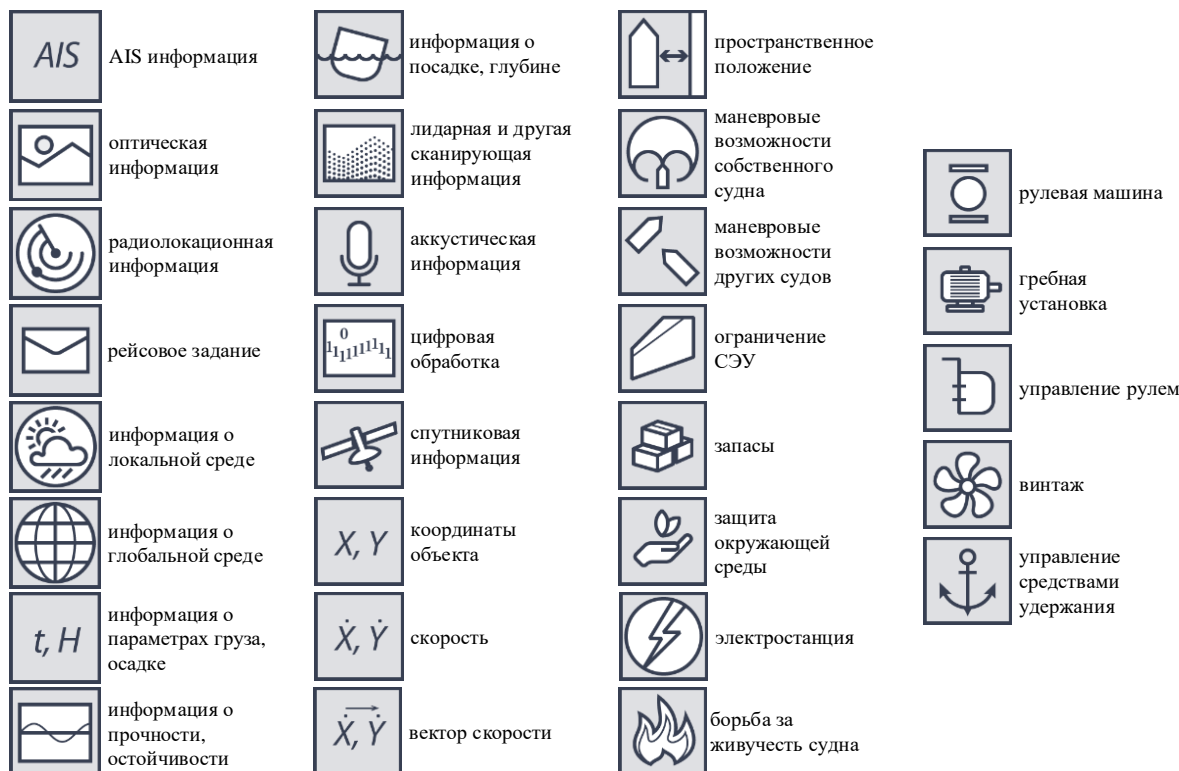 AIS
AIS информация
оптическая
информация
радиолокационная
информация
рейсовое задание
информация о
локальной среде
информация о
глобальной среде
t, H
информация о
параметрах груза,
осадке
информация о
прочности,
остойчивости
информация о
посадке, глубине
лидарная и другая
сканирующая
информация
аккустическая
информация
0
11111111111
цифровая
обработка
спутниковая
информация
X, Y
координаты
объекта
Ẋ, Ẏ
скорость
Ẋ, Ẏ
вектор скорости
пространственное
положение
маневровые
возможности
собственного
судна
маневровые
возможности
других судов
ограничение
СЭУ
запасы
защита
окружающей
среды
электростанция
борьба за
живучесть судна
рулевая машина
гребная
установка
управление рулем
винтаж
управление
средствами
удержания